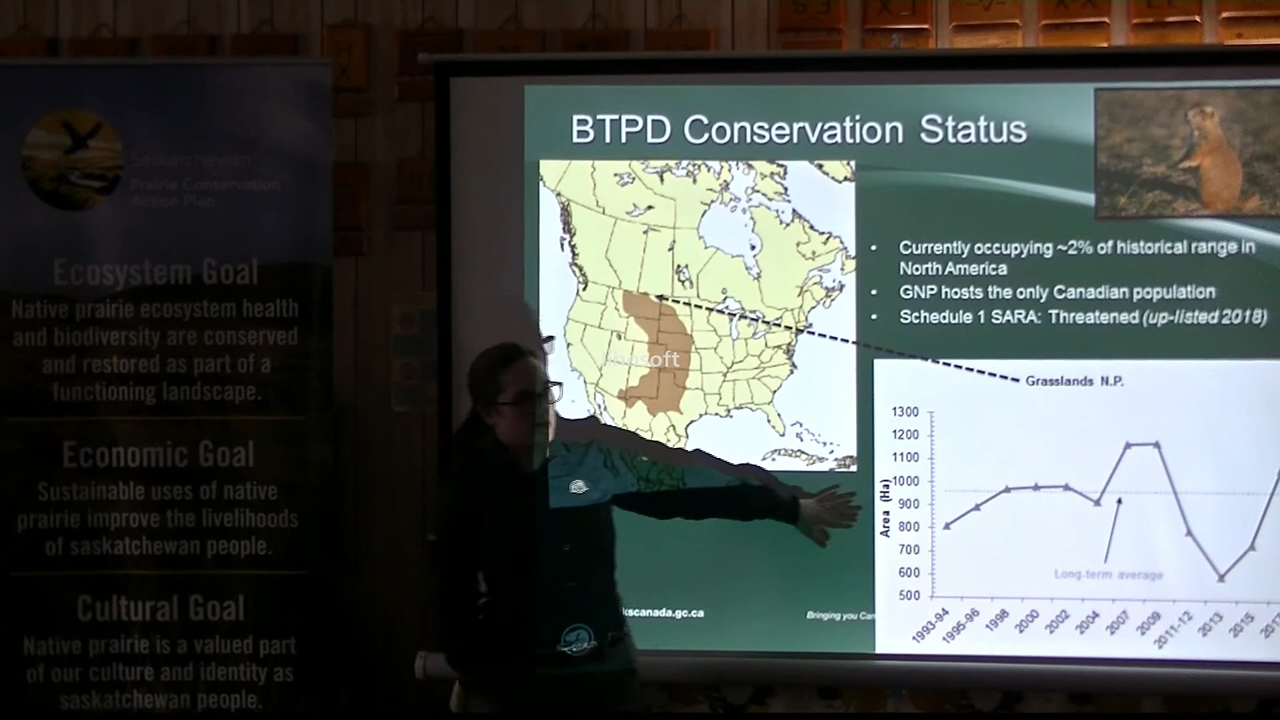 Saskatchewan
Prairie Conservation
Action Plan
Ecosystem Goal
Native prairie ecosystem health
and biodiversity are conserved
and restored as part of a
functioning landscape.
Economic Goal
Sustainable uses of native
prairie improve the livelihoods
of saskatchewan people.
Cultural Goal
Native prairie is a valued part
of our culture and identity as
saskatchewan people.
BTPD Conservation Status
• Currently occupying ~2% of historical range in
North America
• GNP hosts the only Canadian population
• Schedule 1 SARA: Threatened (up-listed 2018)
Grasslands N.P.
Area (Ha)
1300
1200
1100
1000
900
800
700
600
500
Long-term average
1993-94
1995-96
1998
2000
2002
2004
2007
2009
2011-12
2013
2015
kscanada.gc.ca
Bringing you